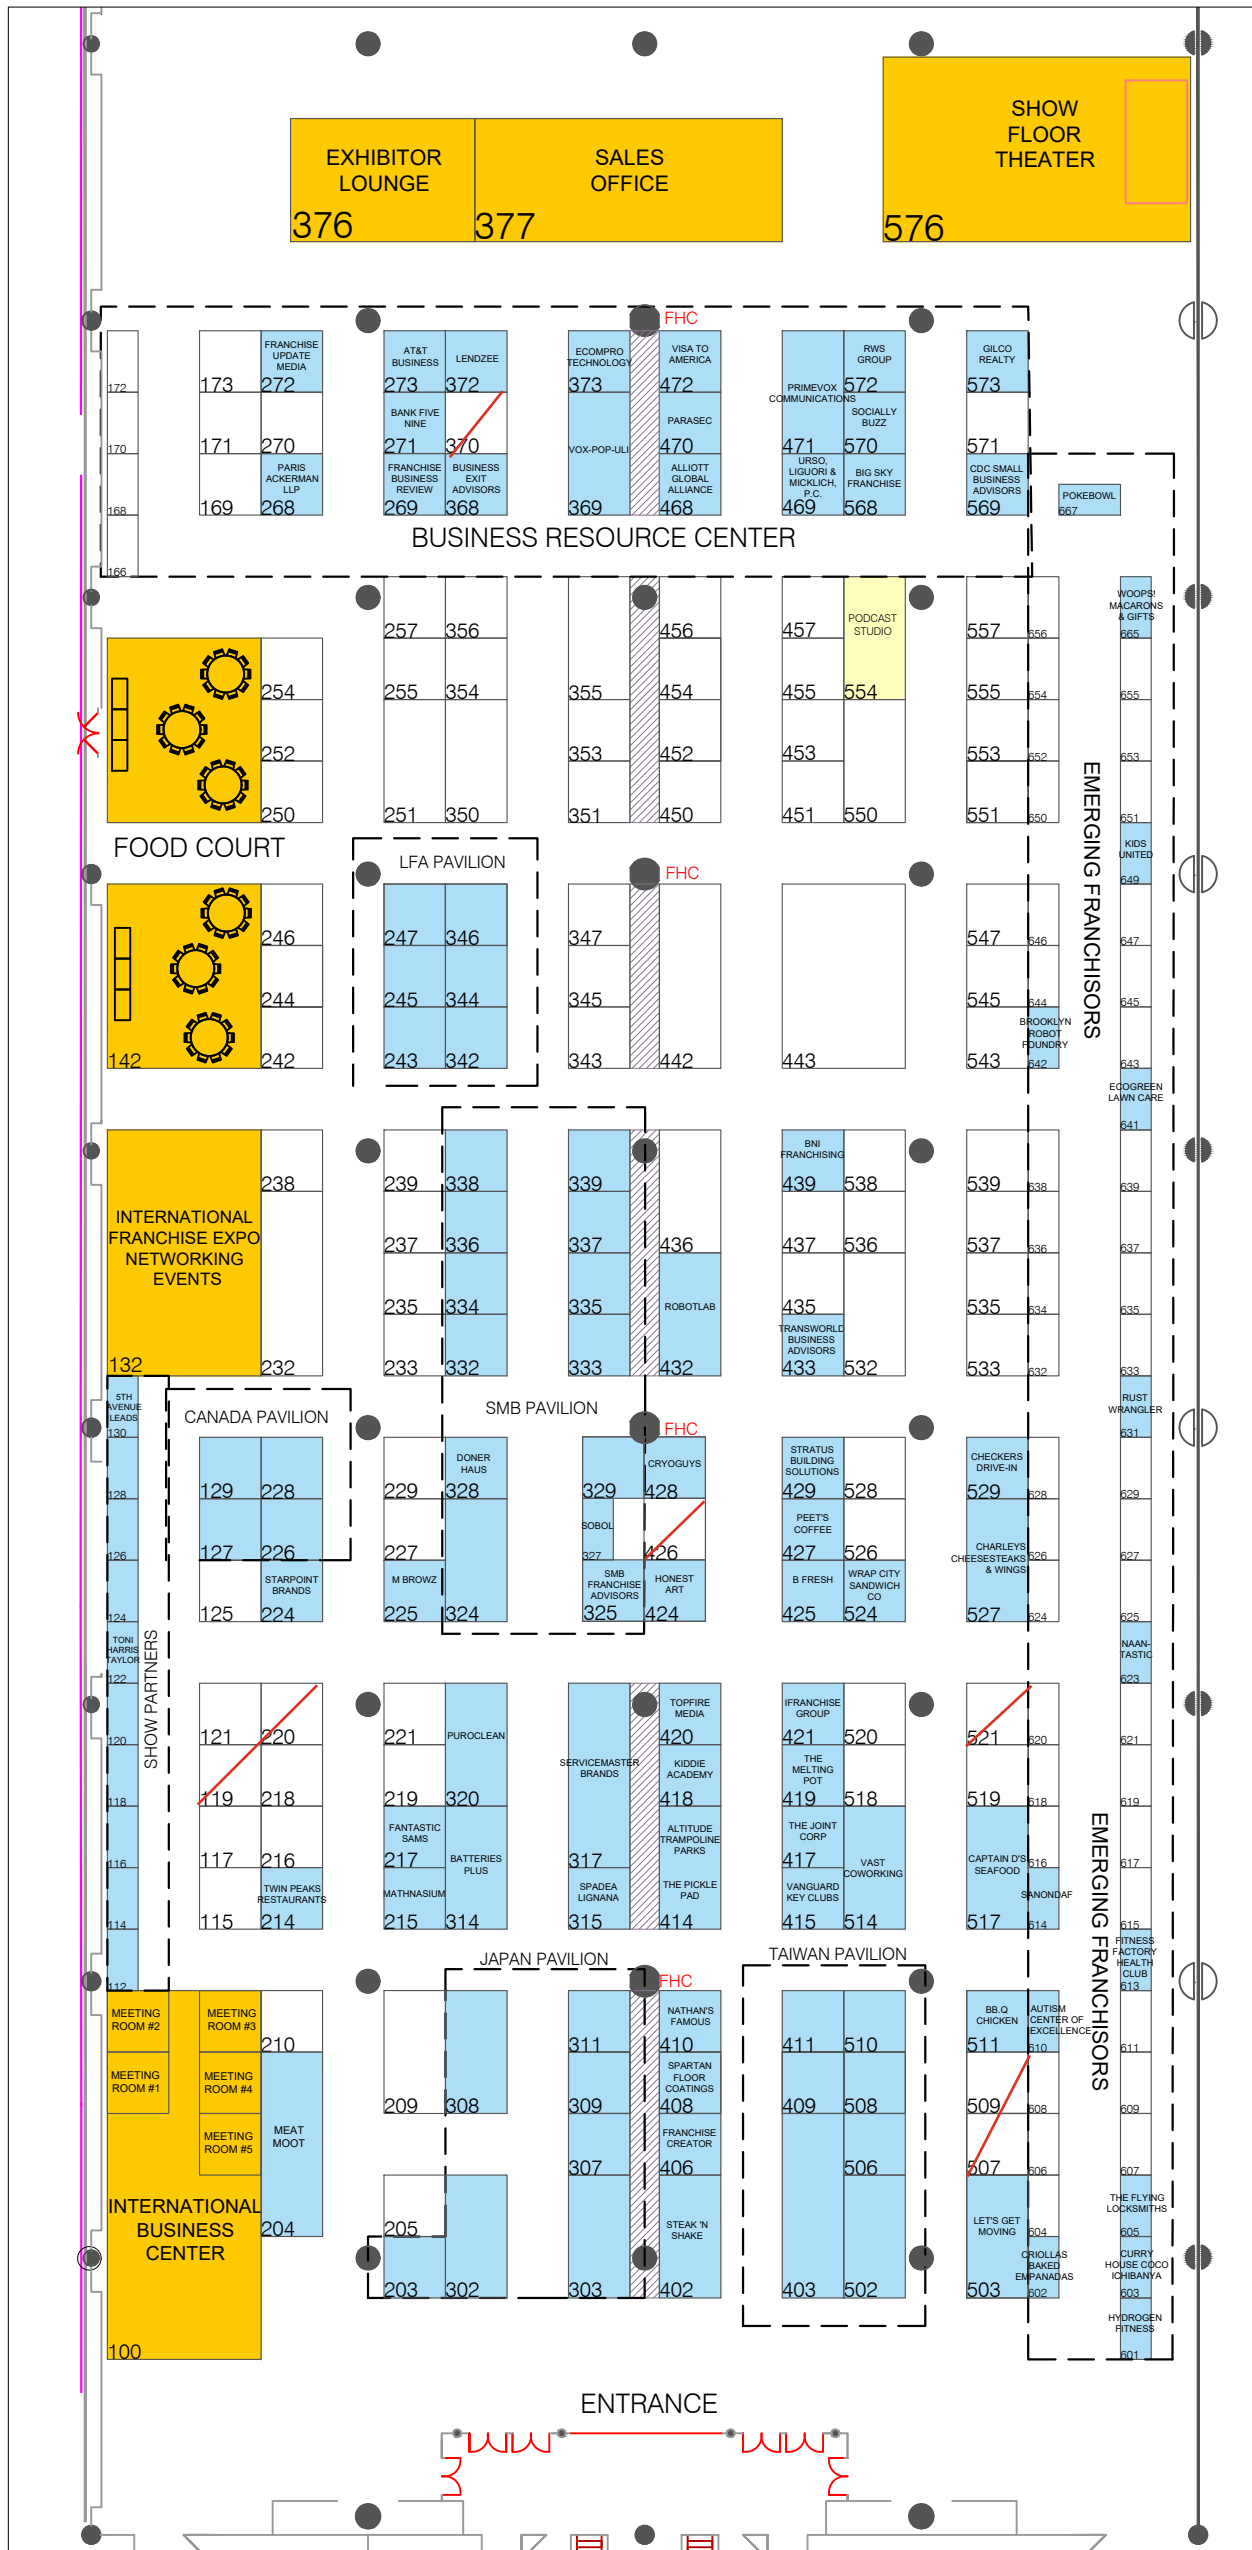 SHOW
FLOOR
THEATER
576
EXHIBITOR
LOUNGE
376
SALES
OFFICE
377
FHC
172
170
168
166
173
171
169
FRANCHISE
UPDATE
MEDIA
272
270
PARIS
ACKERMAN
LLP
268
AT&T
BUSINESS
273
LENDZEE
372
BANK FIVE
NINE
271
370
FRANCHISE
BUSINESS
REVIEW
269
BUSINESS
EXIT
ADVISORS
368
ECOMPRO
TECHNOLOGY
373
VOX-POP-ULI
369
VISA TO
AMERICA
472
PARASEC
470
ALLIOTT
GLOBAL
ALLIANCE
468
PRIMEVOX
COMMUNICATIONS
471
URSO,
LIGUORI &
MICKLICH,
P.C.
469
RWS
GROUP
572
SOCIALLY
BUZZ
570
BIG SKY
FRANCHISE
568
GILCO
REALTY
573
571
CDC SMALL
BUSINESS
ADVISORS
569
POKEBOWL
667
BUSINESS RESOURCE CENTER
254
252
250
257
356
255
354
251
350
355
353
351
456
454
452
450
457
455
453
451
PODCAST
STUDIO
554
550
557
555
553
551
656
654
652
650
WOOPS!
MACARONS
& GIFTS
665
655
653
651
KIDS
UNITED
649
EMERGING FRANCHISORS
FOOD COURT
LFA PAVILION
FHC
142
246
244
242
247
346
245
344
243
342
347
345
343
442
443
547
545
543
646
644
BROOKLYN
ROBOT
FOUNDRY
642
647
645
643
ECOGREEN
LAWN CARE
641
INTERNATIONAL
FRANCHISE EXPO
NETWORKING
EVENTS
132
238
232
239
338
237
336
235
334
233
332
339
337
335
333
436
ROBOTLAB
432
BNI
FRANCHISING
439
437
435
TRANSWORLD
BUSINESS
ADVISORS
433
538
536
532
539
537
535
533
638
636
634
632
639
637
635
633
RUST
WRANGLER
631
5TH
AVENUE
LEADS
130
128
126
124
TONI
HARRIS
TAYLOR
122
120
118
116
114
112
SHOW PARTNERS
CANADA PAVILION
SMB PAVILION
FHC
129
228
127
226
125
STARPOINT
BRANDS
224
229
227
M BROWZ
225
DONER
HAUS
328
324
329
SOBOL
327
SMB
FRANCHISE
ADVISORS
325
CRYOGUYS
428
426
HONEST
ART
424
STRATUS
BUILDING
SOLUTIONS
429
PEET'S
COFFEE
427
B FRESH
425
528
526
WRAP CITY
SANDWICH
CO
524
CHECKERS
DRIVE-IN
529
CHARLEYS
CHEESESTEAKS
& WINGS
527
628
626
624
629
627
625
NAAN-
TASTIC
623
121
220
119
218
117
216
115
TWIN PEAKS
RESTAURANTS
214
221
219
FANTASTIC
SAMS
217
MATHNASIUM
215
PUROCLEAN
320
BATTERIES
PLUS
314
SERVICEMASTER
BRANDS
317
SPADEA
LIGNANA
315
TOPFIRE
MEDIA
420
KIDDIE
ACADEMY
418
ALTITUDE
TRAMPOLINE
PARKS
THE PICKLE
PAD
414
IFRANCHISE
GROUP
421
THE
MELTING
POT
419
THE JOINT
CORP
417
VANGUARD
KEY CLUBS
415
520
518
VAST
COWORKING
514
521
519
CAPTAIN D'S
SEAFOOD
517
620
618
616
SANONDAF
614
621
619
617
615
FITNESS
FACTORY
HEALTH
CLUB
613
EMERGING FRANCHISORS
JAPAN PAVILION
TAIWAN PAVILION
FHC
MEETING
ROOM #2
MEETING
ROOM #3
MEETING
ROOM #1
MEETING
ROOM #4
MEETING
ROOM #5
INTERNATIONAL
BUSINESS
CENTER
100
210
MEAT
MOOT
204
209
308
205
203
302
311
309
307
303
NATHAN'S
FAMOUS
410
SPARTAN
FLOOR
COATINGS
408
FRANCHISE
CREATOR
406
STEAK 'N
SHAKE
402
411
510
409
508
506
403
502
BB.Q
CHICKEN
511
509
507
LET'S GET
MOVING
503
AUTISM
CENTER OF
EXCELLENCE
610
608
606
604
CRIOLLAS
BAKED
EMPANADAS
602
611
609
607
THE FLYING
LOCKSMITHS
605
CURRY
HOUSE COCO
ICHIBANYA
603
HYDROGEN
FITNESS
601
ENTRANCE